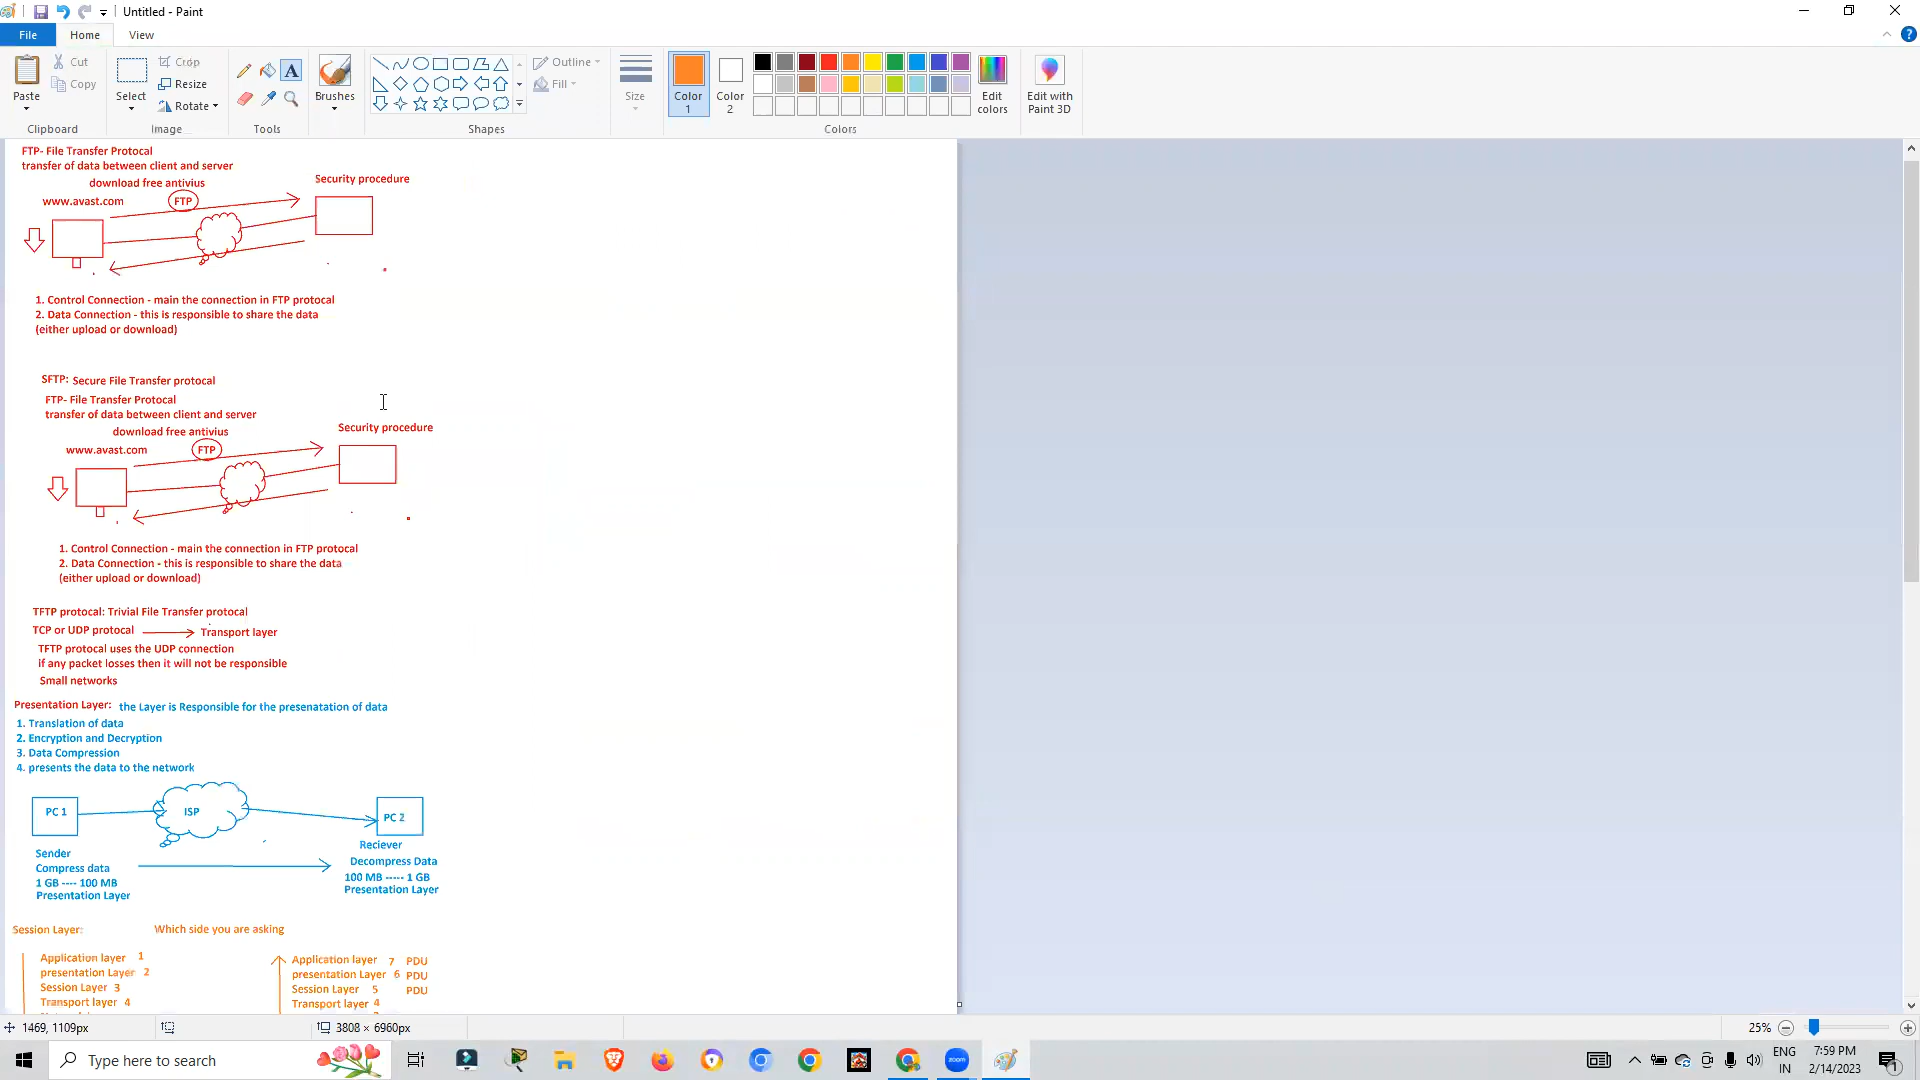 Untitled - Paint
File
Home
View
Paste
Cut
Copy
Clipboard
Select
Crop
Resize
Rotate
Image
A
Tools
Brushes
Outline
Fill
Shapes
Size
Color 1
Color 2
Edit colors
Colors
Edit with Paint 3D
FTP- File Transfer Protocal
transfer of data between client and server
download free antivius
Security procedure
www.avast.com
FTP
1. Control Connection - main the connection in FTP protocal
2. Data Connection - this is responsible to share the data
(either upload or download)
SFTP: Secure File Transfer protocal
FTP- File Transfer Protocal
transfer of data between client and server
download free antivius
Security procedure
www.avast.com
FTP
1. Control Connection - main the connection in FTP protocal
2. Data Connection - this is responsible to share the data
(either upload or download)
TFTP protocal: Trivial File Transfer protocal
TCP or UDP protocal
Transport layer
TFTP protocal uses the UDP connection
if any packet losses then it will not be responsible
Small networks
Presentation Layer: the Layer is Responsible for the presenatation of data
1. Translation of data
2. Encryption and Decryption
3. Data Compression
4. presents the data to the network
PC 1
ISP
PC 2
Sender
Compress data
1 GB ---- 100 MB
Presentation Layer
Reciever
Decompress Data
100 MB ----- 1 GB
Presentation Layer
Session Layer:
Which side you are asking
Application layer 1
presentation Layer 2
Session Layer 3
Transport layer 4
Application layer 7 PDU
presentation Layer 6 PDU
Session Layer 5 PDU
Transport layer 4
1469, 1109px
3808 × 6960px
25%
Type here to search
zoom
ENG
IN
7:59 PM
2/14/2023
1